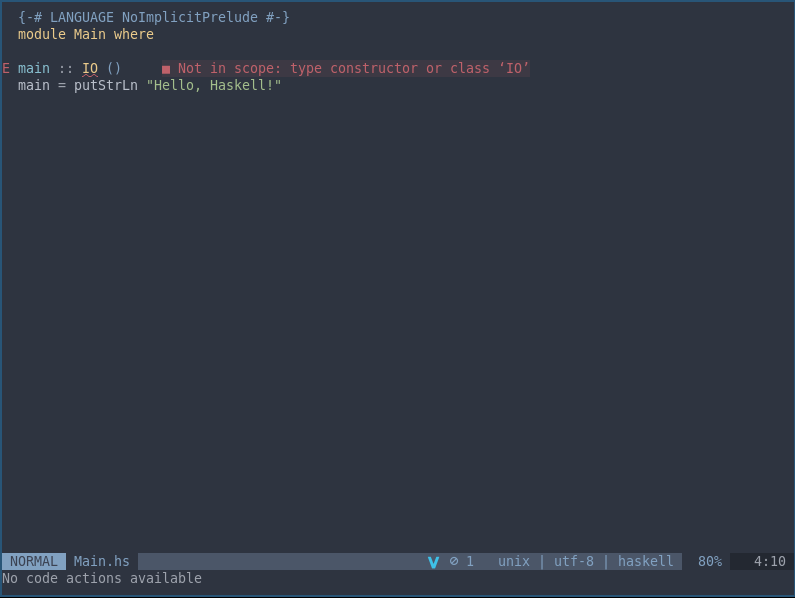 {-# LANGUAGE NoImplicitPrelude #-}
module Main where
E main :: IO () ■ Not in scope: type constructor or class ‘IO’
main = putStrLn "Hello, Haskell!"
NORMAL Main.hs V ⊘ 1 unix | utf-8 | haskell 80% 4:10
No code actions available